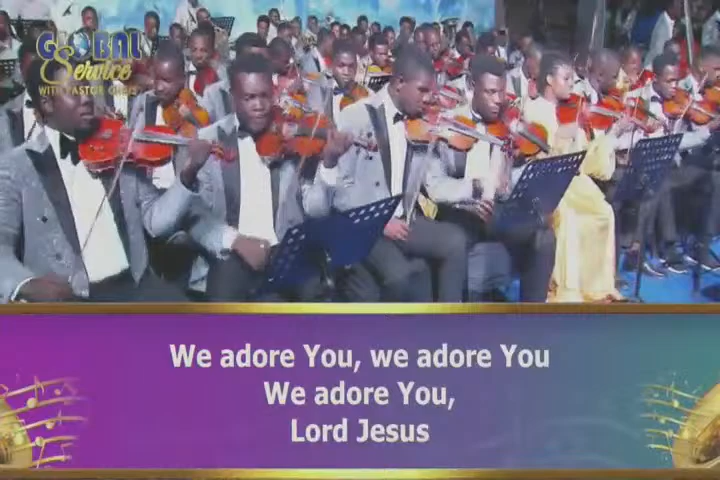 GLOBAL
Service
WITH PASTOR CHRIS
We adore You, we adore You
We adore You,
Lord Jesus